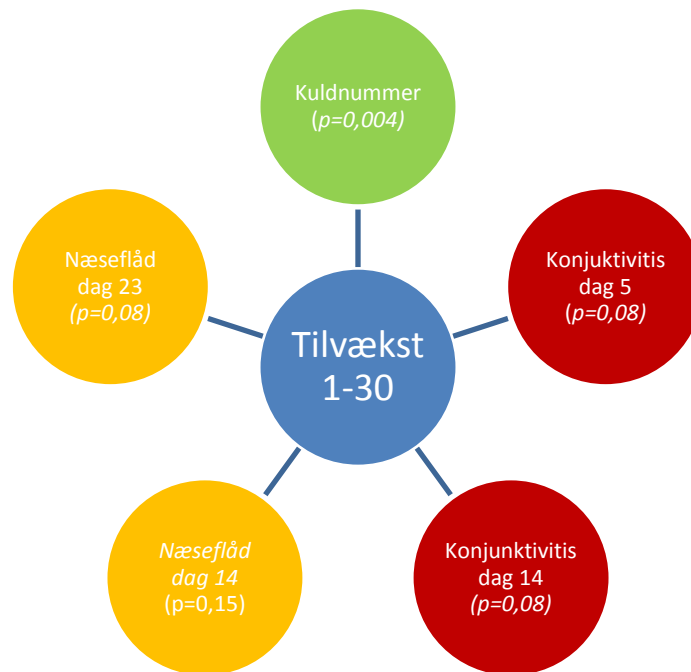 Kuldnummer
(p=0,004)
Næseflåd
dag 23
(p=0,08)
Konjuktivitis
dag 5
(p=0,08)
Tilvækst
1-30
Næseflåd
dag 14
(p=0,15)
Konjunktivitis
dag 14
(p=0,08)